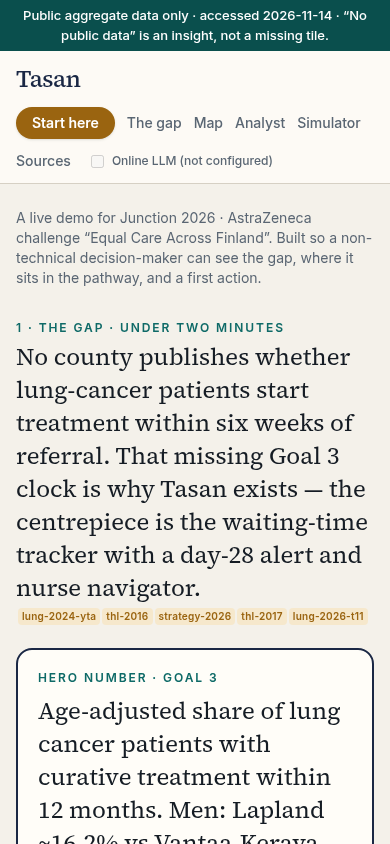 Public aggregate data only · accessed 2026-11-14 · “No
public data” is an insight, not a missing tile.
Tasan
Start here The gap Map Analyst Simulator
Sources Online LLM (not configured)
A live demo for Junction 2026 · AstraZeneca
challenge “Equal Care Across Finland”. Built so a non-
technical decision-maker can see the gap, where it
sits in the pathway, and a first action.
1 · THE GAP · UNDER TWO MINUTES
No county publishes whether
lung-cancer patients start
treatment within six weeks of
referral. That missing Goal 3
clock is why Tasan exists — the
centrepiece is the waiting-time
tracker with a day-28 alert and
nurse navigator.
lung-2024-yta thl-2016 strategy-2026 thl-2017 lung-2026-t11
HERO NUMBER · GOAL 3
Age-adjusted share of lung
cancer patients with
curative treatment within
12 months. Men: Lapland
~16.2% vs Vantaa-Kerava